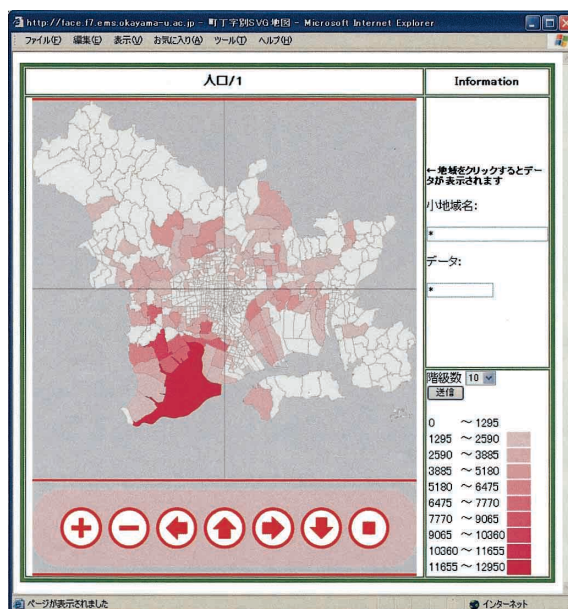 http://face.f7.ems.okayama-u.ac.jp - 町丁字別SVG地図 - Microsoft Internet Explorer
ファイル(F) 編集(E) 表示(V) お気に入り(A) ツール(T) ヘルプ(H)
人口/1
Information
←地域をクリックするとデー
タが表示されます
小地域名:
*
データ:
*
階級数 10
送信
0 ～ 1295
1295 ～ 2590
2590 ～ 3885
3885 ～ 5180
5180 ～ 6475
6475 ～ 7770
7770 ～ 9065
9065 ～ 10360
10360 ～ 11655
11655 ～ 12950
ページが表示されました
インターネット